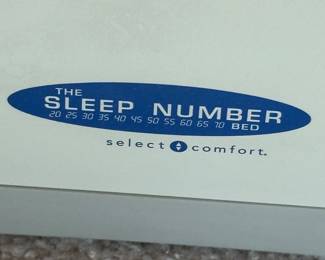 THE
SLEEP NUMBER
20 25 30 35 40 45 50 55 60 65 70 BED
select comfort.